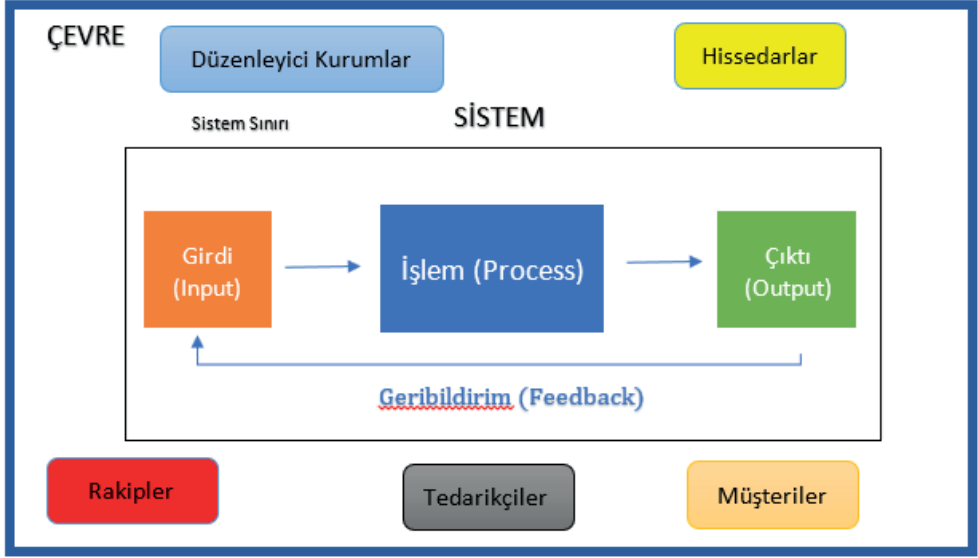 ÇEVRE
Düzenleyici Kurumlar
Hissedarlar
Sistem Sınırı
SİSTEM
Girdi
(Input)
İşlem (Process)
Çıktı
(Output)
Geribildirim (Feedback)
Rakipler
Tedarikçiler
Müşteriler